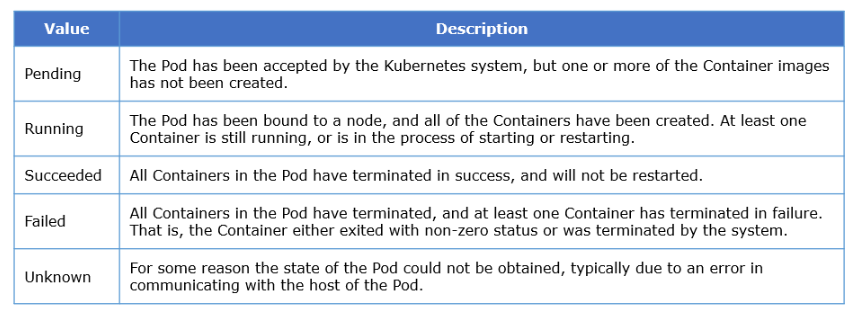 Value Description
Pending The Pod has been accepted by the Kubernetes system, but one or more of the Container images
has not been created.
Running The Pod has been bound to a node, and all of the Containers have been created. At least one
Container is still running, or is in the process of starting or restarting.
Succeeded All Containers in the Pod have terminated in success, and will not be restarted.
Failed All Containers in the Pod have terminated, and at least one Container has terminated in failure.
That is, the Container either exited with non-zero status or was terminated by the system.
Unknown For some reason the state of the Pod could not be obtained, typically due to an error in
communicating with the host of the Pod.